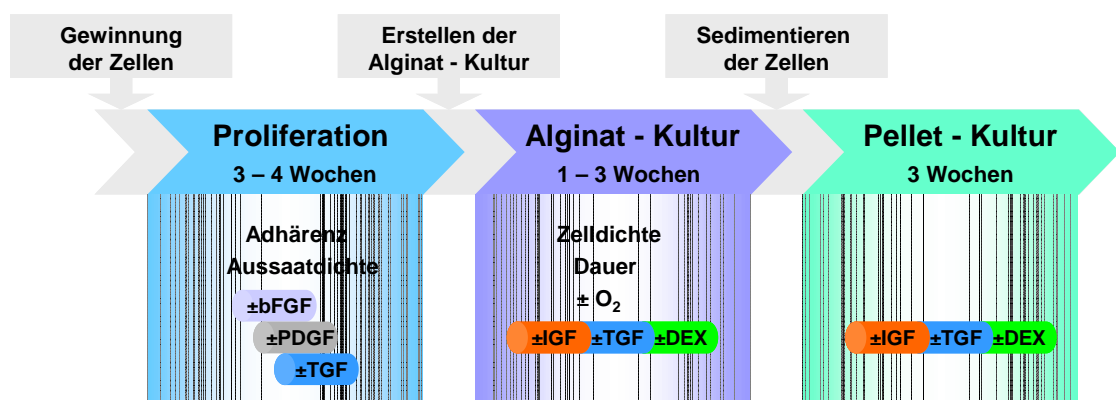 Gewinnung
der Zellen
Erstellen der
Alginat - Kultur
Sedimentieren
der Zellen
Proliferation
3 – 4 Wochen
Alginat - Kultur
1 – 3 Wochen
Pellet - Kultur
3 Wochen
Adhärenz
Aussaatdichte
±bFGF
±PDGF
±TGF
Zelldichte
Dauer
± O₂
±IGF ±TGF ±DEX
±IGF ±TGF ±DEX